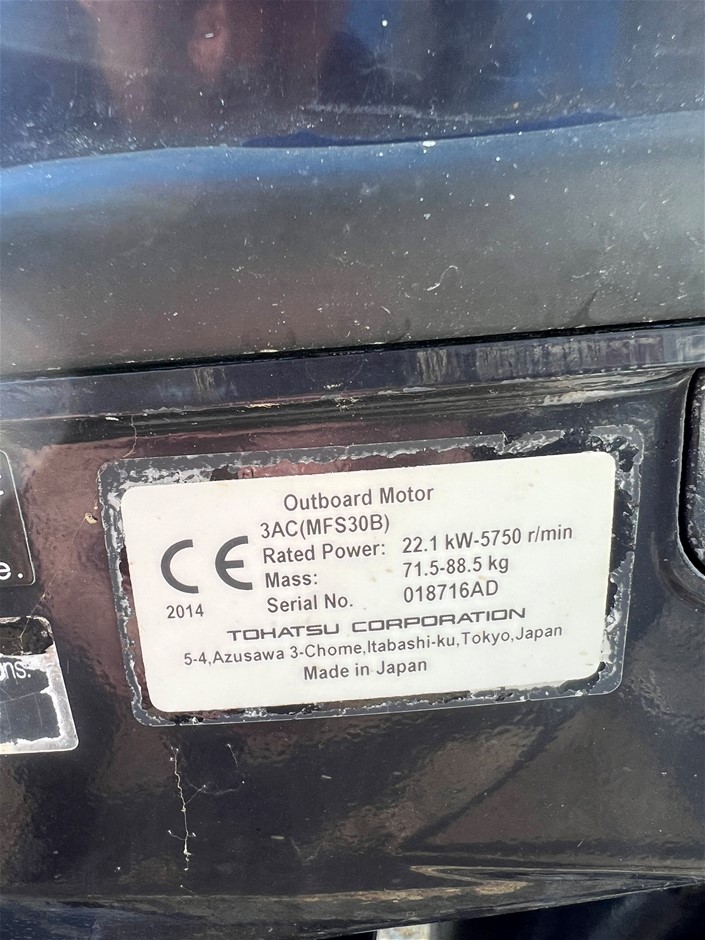 Outboard Motor
3AC(MFS30B)
CE
Rated Power: 22.1 kW-5750 r/min
Mass: 71.5-88.5 kg
2014
Serial No. 018716AD
TOHATSU CORPORATION
5-4,Azusawa 3-Chome,Itabashi-ku,Tokyo,Japan
Made in Japan